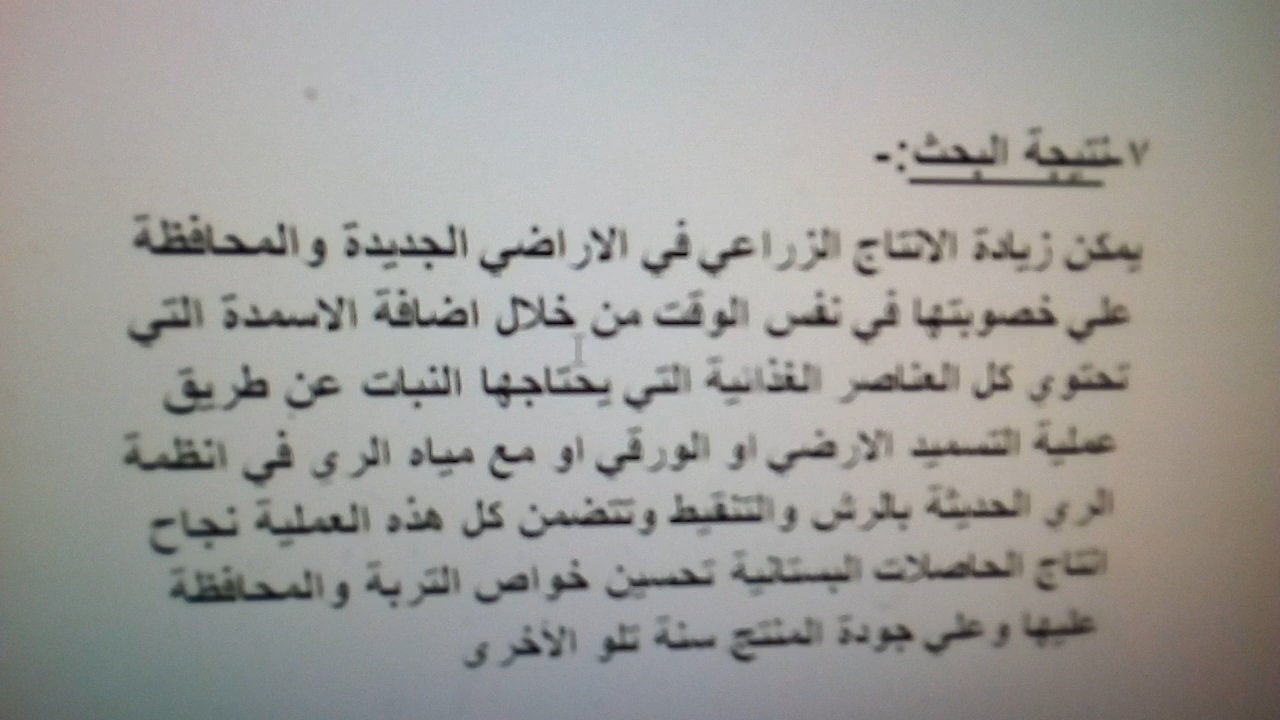 ٧-نتيجة البحث:-
يمكن زيادة الانتاج الزراعي في الاراضي الجديدة والمحافظة
علي خصوبتها في نفس الوقت من خلال اضافة الاسمدة التي
تحتوي كل العناصر الغذائية التي يحتاجها النبات عن طريق
عملية التسميد الارضي او الورقي او مع مياه الري في انظمة
الري الحديثة بالرش والتنقيط وتتضمن كل هذه العملية نجاح
انتاج الحاصلات البستانية تحسين خواص التربة والمحافظة
عليها وعلي جودة المنتج سنة تلو الأخرى